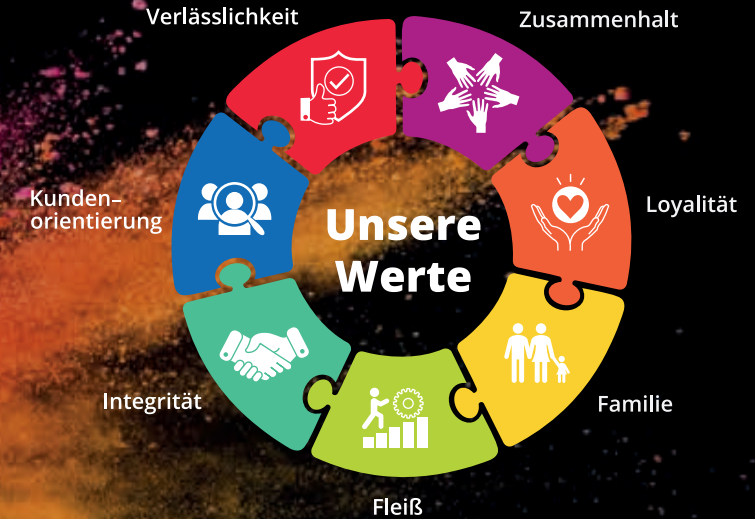 Verlässlichkeit
Zusammenhalt
Kunden–
orientierung
Unsere
Werte
Loyalität
Integrität
Familie
Fleiß